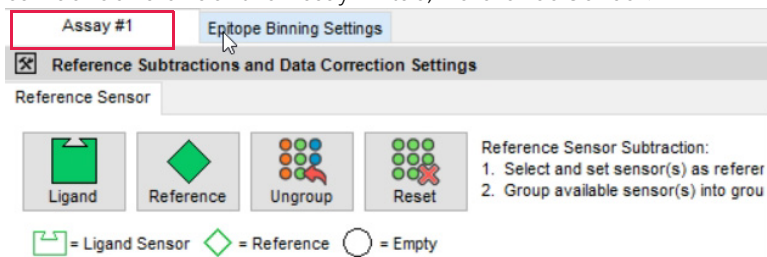 Assay #1
Epitope Binning Settings
Reference Subtractions and Data Correction Settings
Reference Sensor
Ligand
Reference
Ungroup
Reset
Reference Sensor Subtraction:
1. Select and set sensor(s) as referer
2. Group available sensor(s) into grou
= Ligand Sensor
= Reference
= Empty